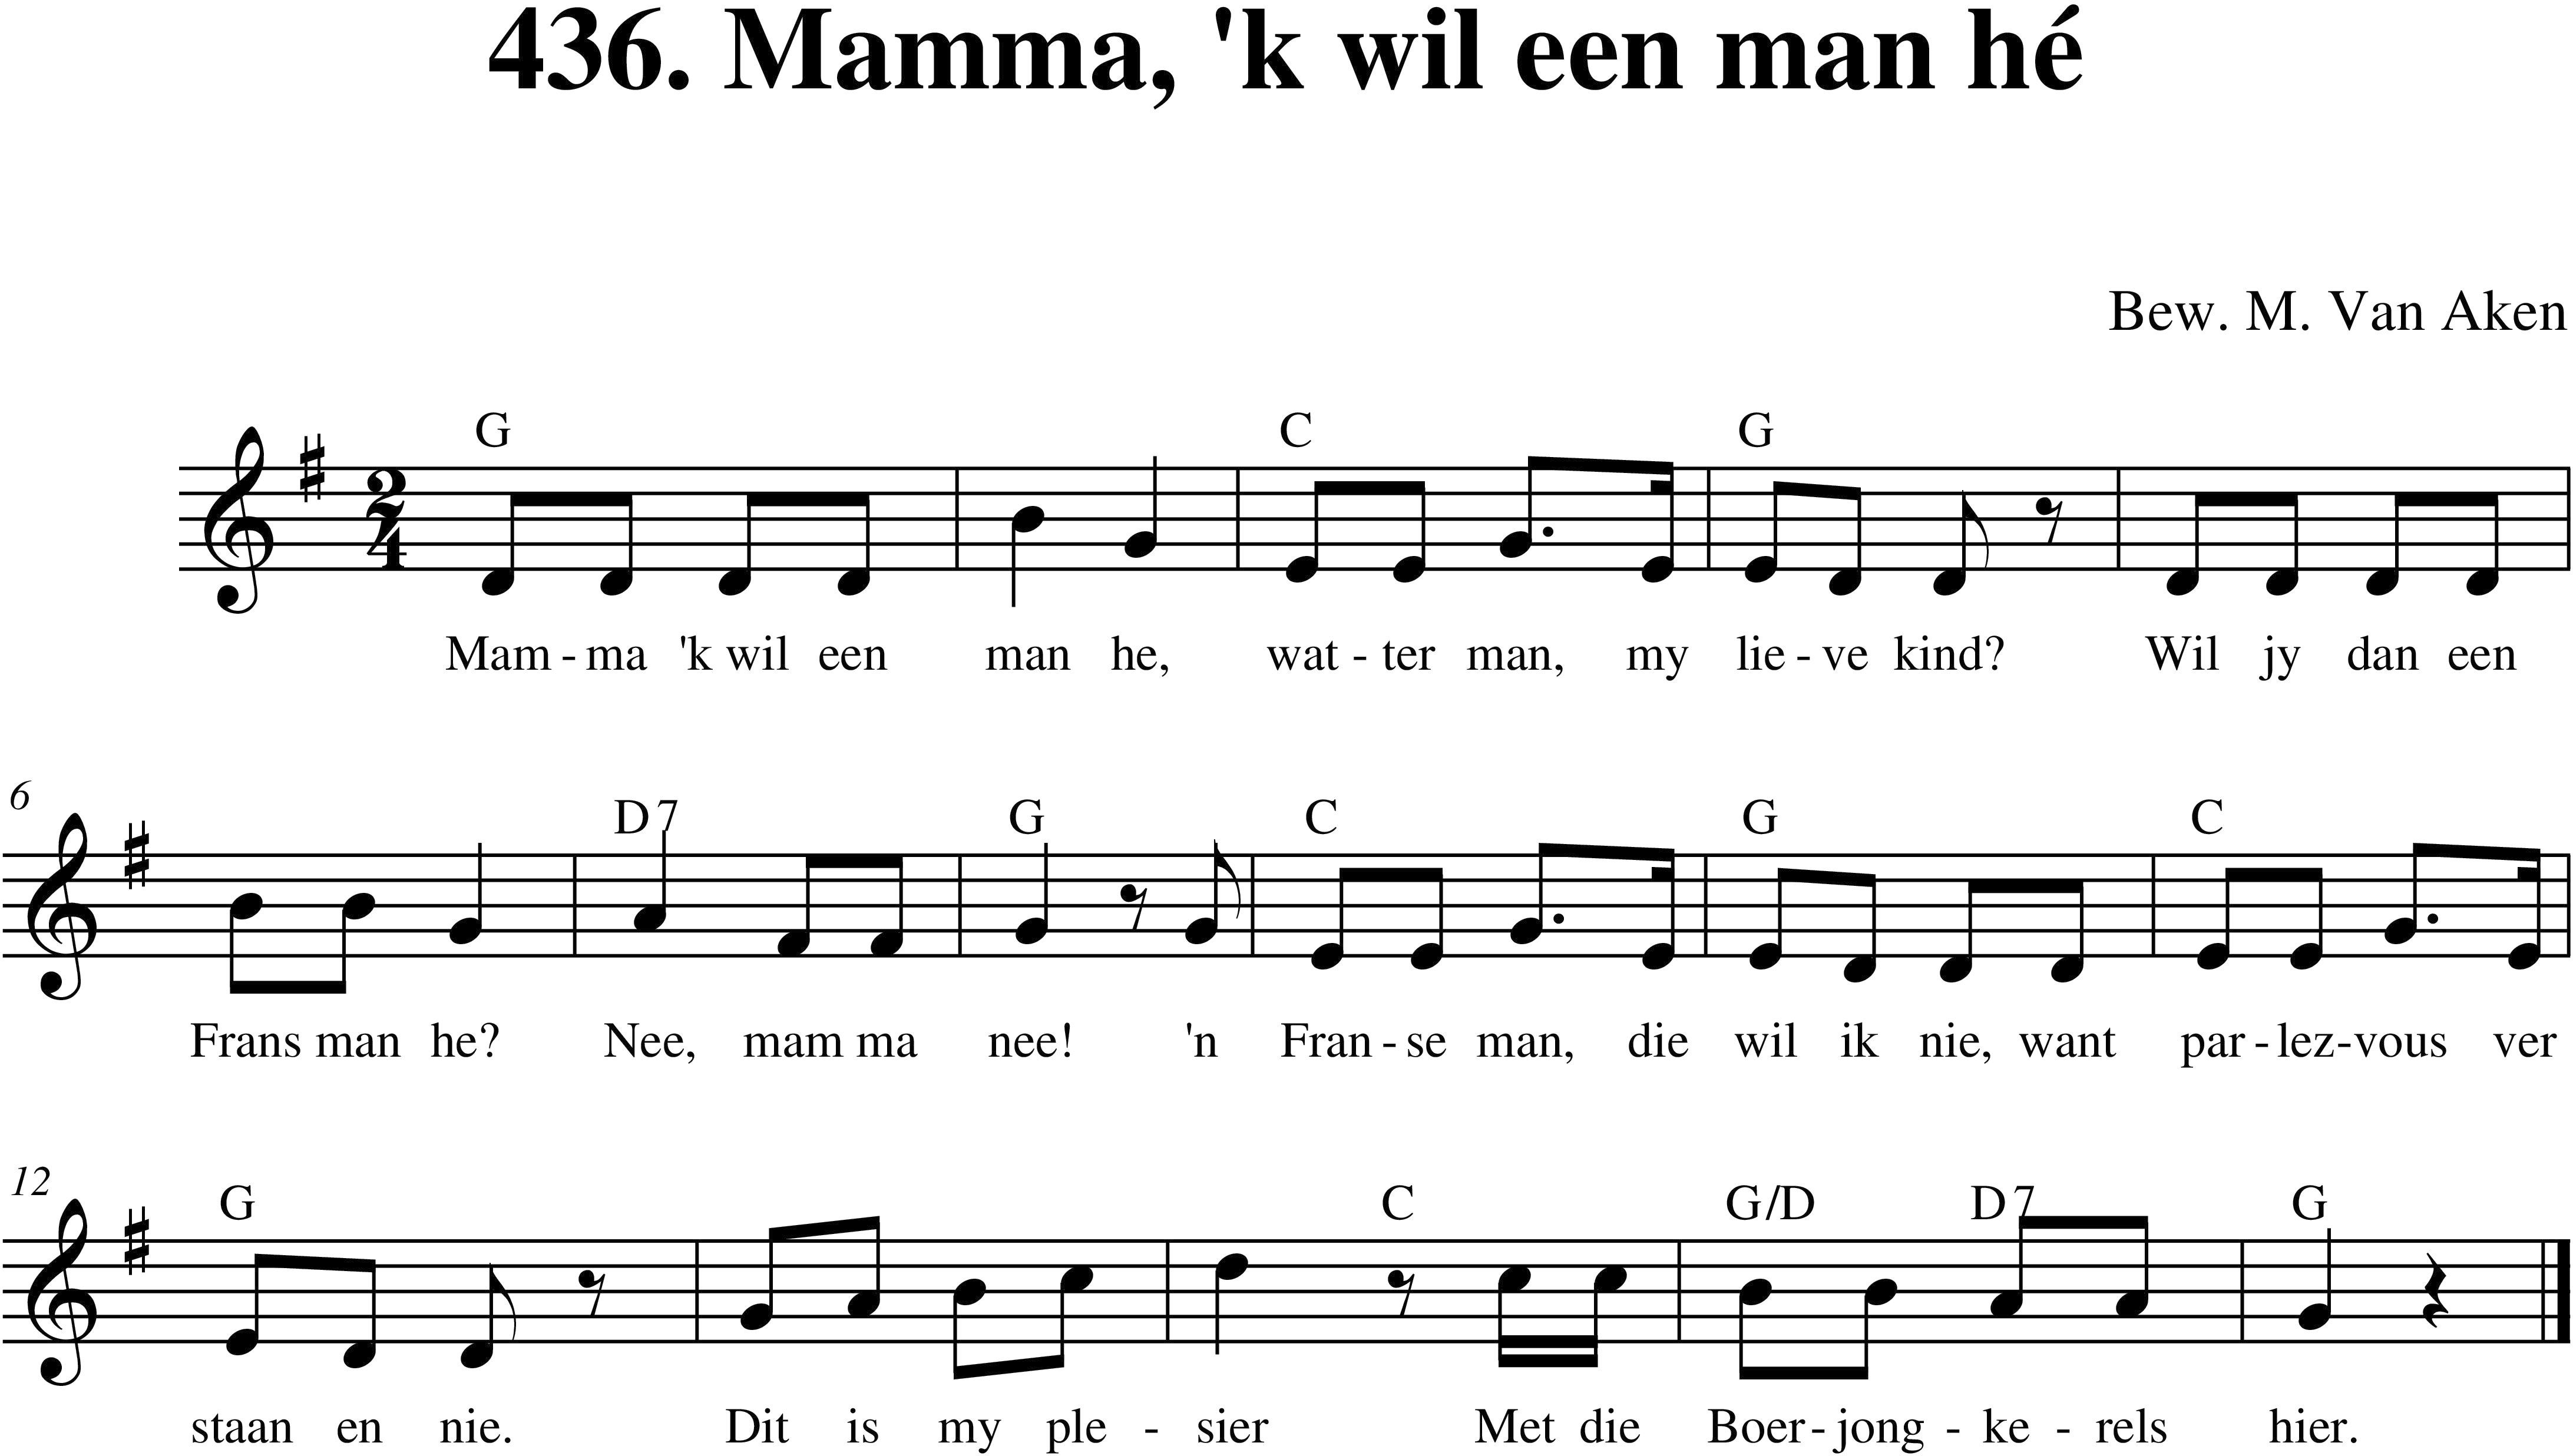 436. Mamma, 'k wil een man hé
Bew. M. Van Aken
G C G
Mam - ma 'k wil een man he, wat - ter man, my lie - ve kind? Wil jy dan een
6
D7 G C G C
Frans man he? Nee, mam ma nee! 'n Fran - se man, die wil ik nie, want par - lez - vous ver
12
G C G/D D7 G
staan en nie. Dit is my ple - sier Met die Boer - jong - ke - rels hier.